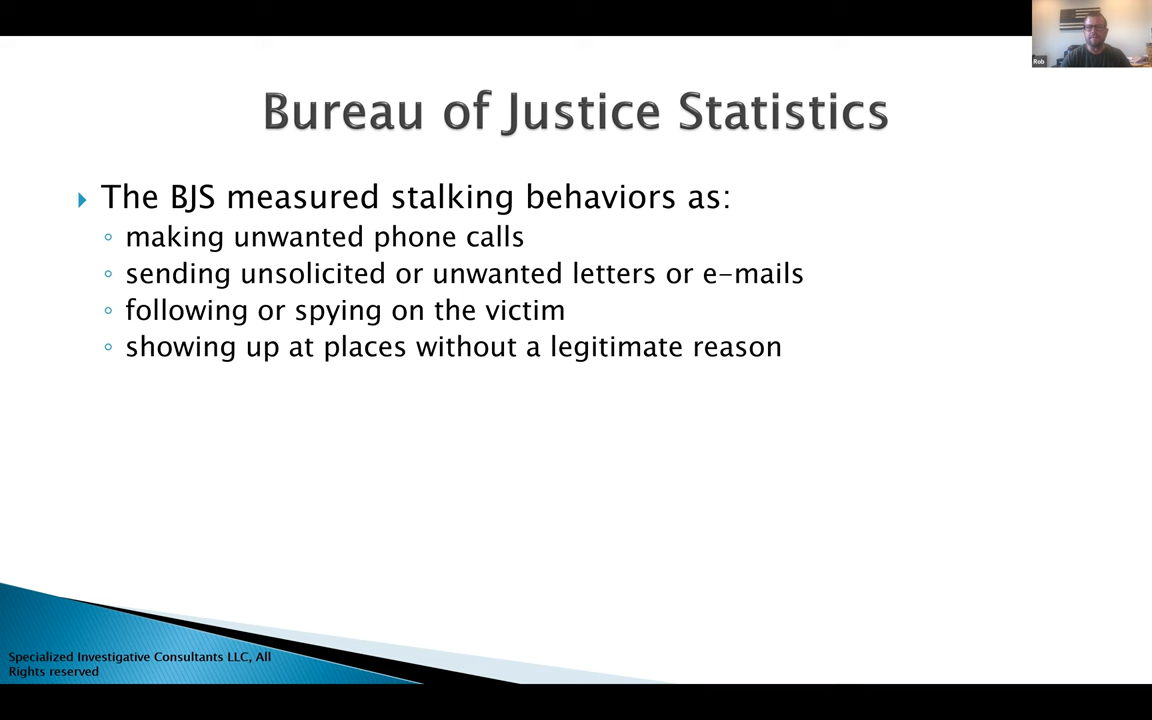 Rob
Bureau of Justice Statistics
The BJS measured stalking behaviors as:
making unwanted phone calls
sending unsolicited or unwanted letters or e-mails
following or spying on the victim
showing up at places without a legitimate reason
Specialized Investigative Consultants LLC, All
Rights reserved